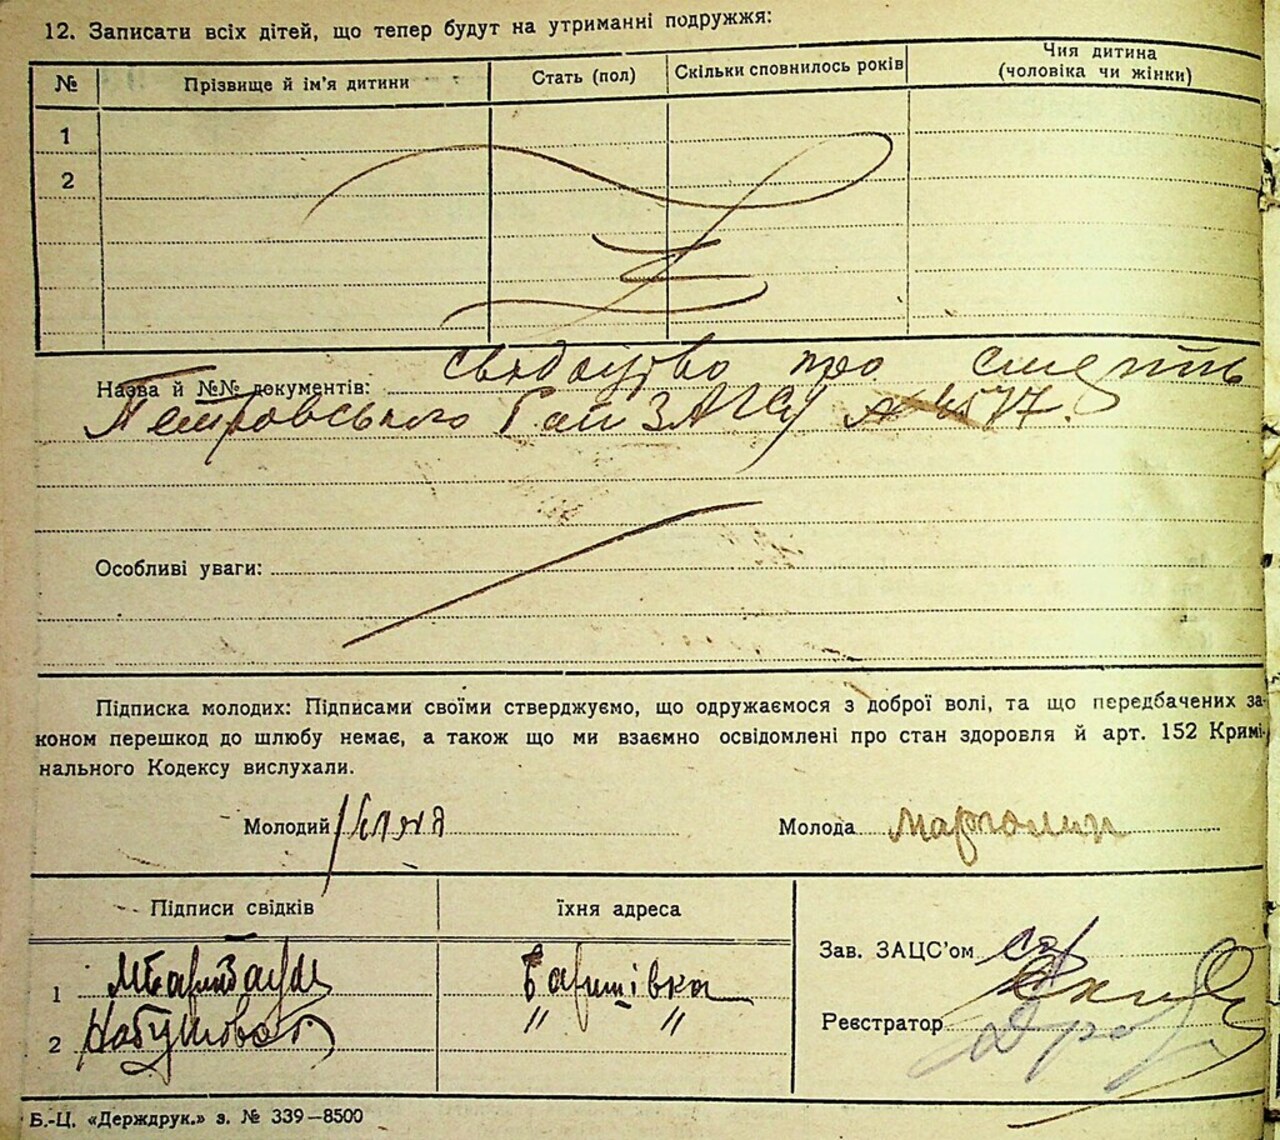 12. Записати всіх дітей, що тепер будут на утриманні подружжя:
№ Прізвище й ім'я дитини Стать (пол) Скільки сповнилось років Чия дитина
(чоловіка чи жінки)
1
2
Назва й №№ документів: свідоцтво про смерть
Петровського Рай ЗАГСу
Особливі уваги:
Підписка молодих: Підписами своїми стверджуємо, що одружаємося з доброї волі, та що передбачених за-
коном перешкод до шлюбу немає, а також що ми взаємно освідомлені про стан здоровля й арт. 152 Кримі-
нального Кодексу вислухали.
Молодий Молода Марголин
Підписи свідків їхня адреса
Зав. ЗАЦС'ом
1 Баришівка
Реєстратор
2 " "
Б.-Ц. «Держдрук.» з. № 339—8500